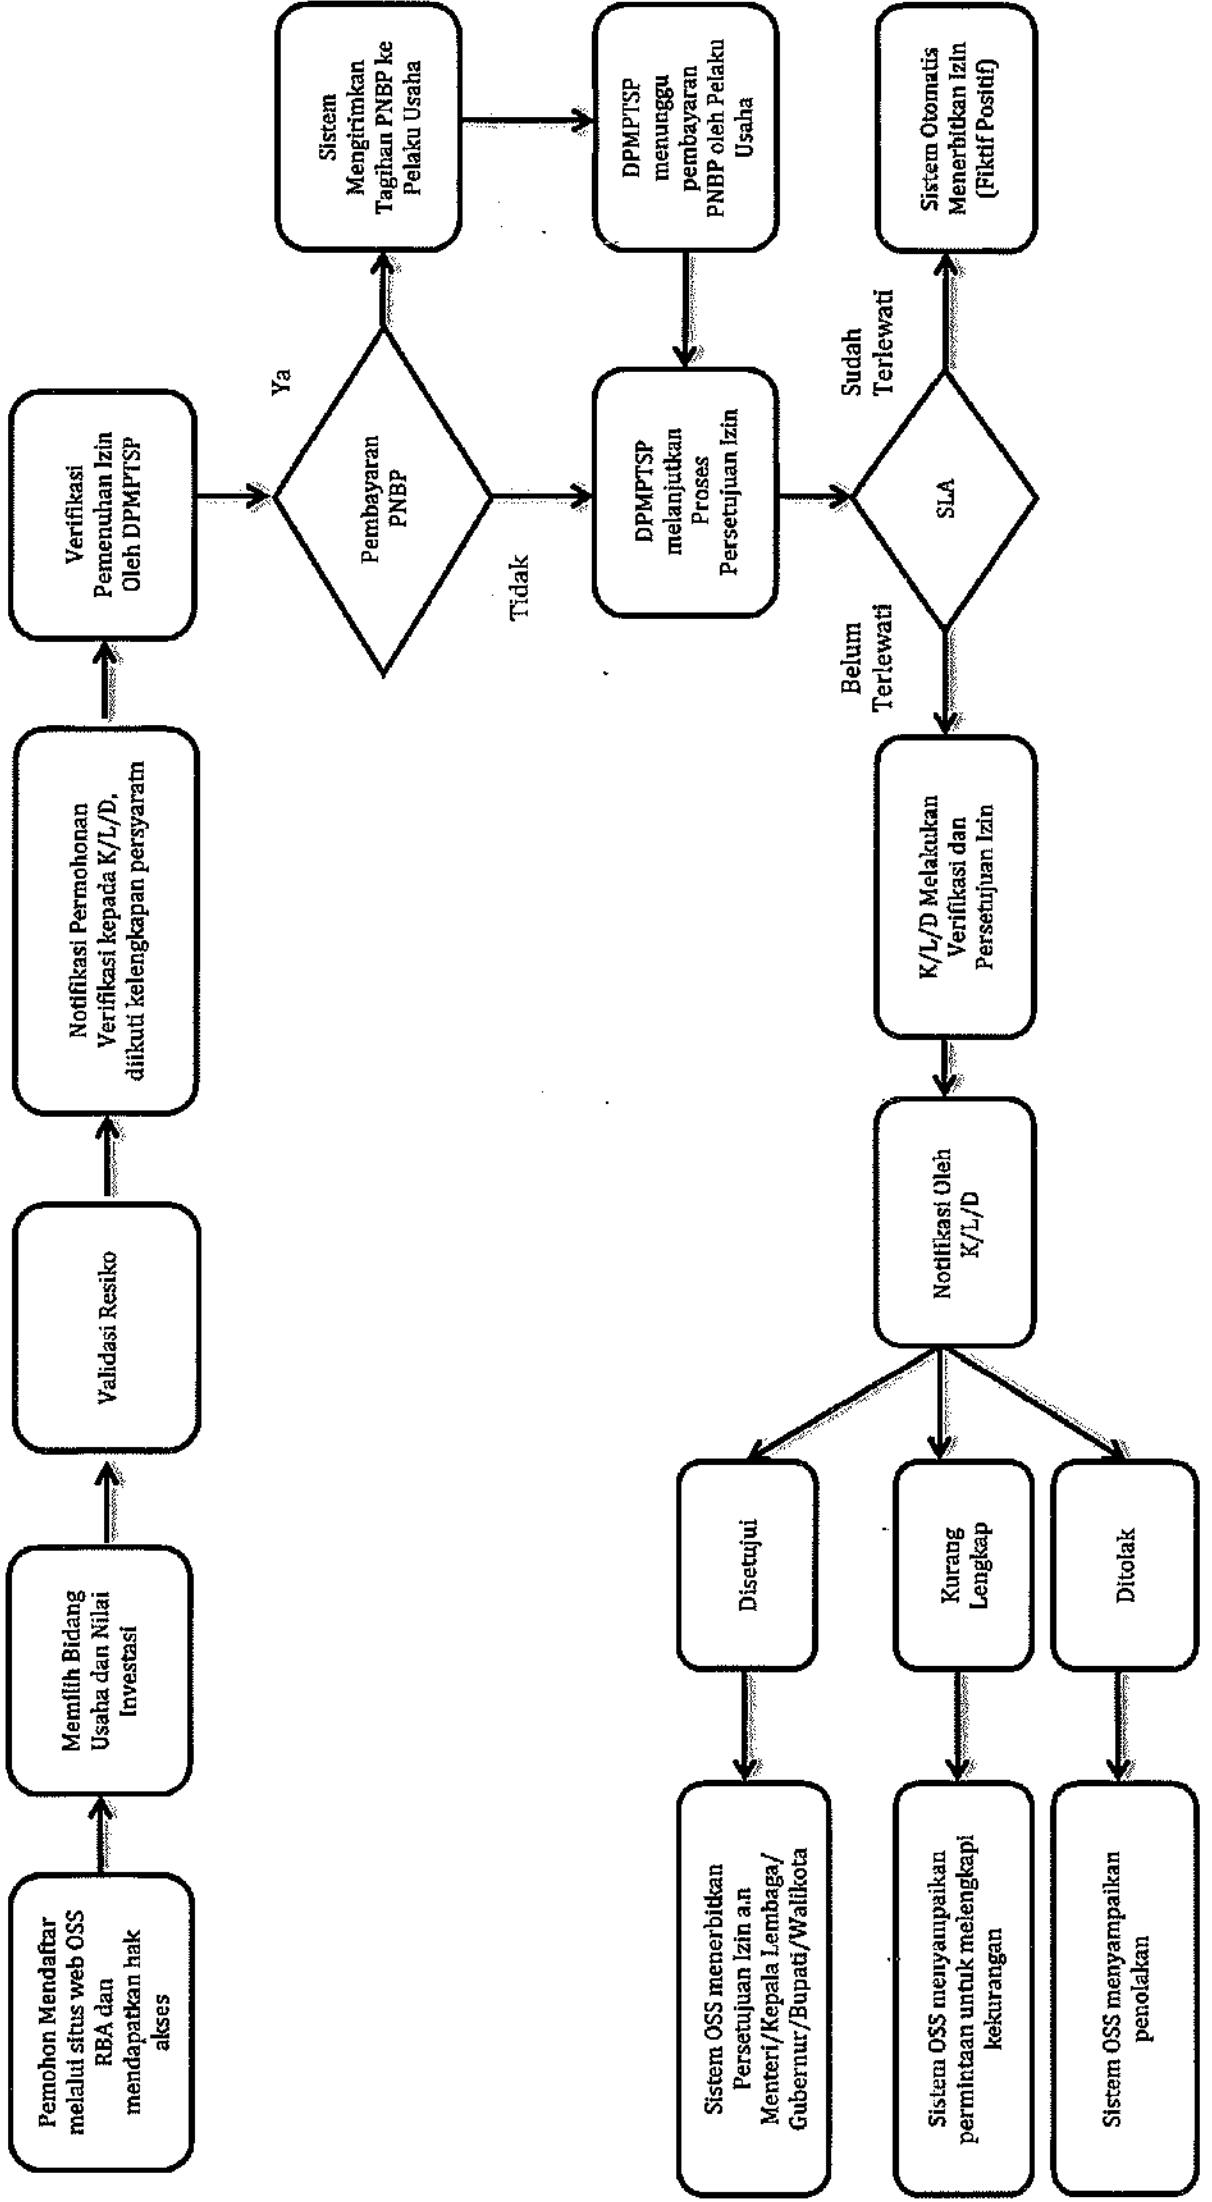 Pemohon Mendaftar
melalui situs web OSS
RBA dan
mendapatkan hak
akses
Memilih Bidang
Usaha dan Nilai
Investasi
Validasi Resiko
Notifikasi Permohonan
Verifikasi kepada K/L/D,
diikuti kelengkapan persyaratn
Verifikasi
Pemenuhan Izin
Oleh DPMPTSP
Pembayaran
PNBP
Ya
Sistem
Mengirimkan
Tagihan PNBP ke
Pelaku Usaha
Tidak
DPMPTSP
menunggu
pembayaran
PNBP oleh Pelaku
Usaha
DPMPTSP
melanjutkan
Proses
Persetujuan Izin
SLA
Sudah
Terlewati
Sistem Otomatis
Menerbitkan Izin
(Fiktif Positif)
Belum
Terlewati
K/L/D Melakukan
Verifikasi dan
Persetujuan Izin
Notifikasi Oleh
K/L/D
Disetujui
Sistem OSS menerbitkan
Persetujuan Izin a.n
Menteri/Kepala Lembaga/
Gubernur/Bupati/Walikota
Kurang
Lengkap
Sistem OSS menyampaikan
permintaan untuk melengkapi
kekurangan
Ditolak
Sistem OSS menyampaikan
penolakan